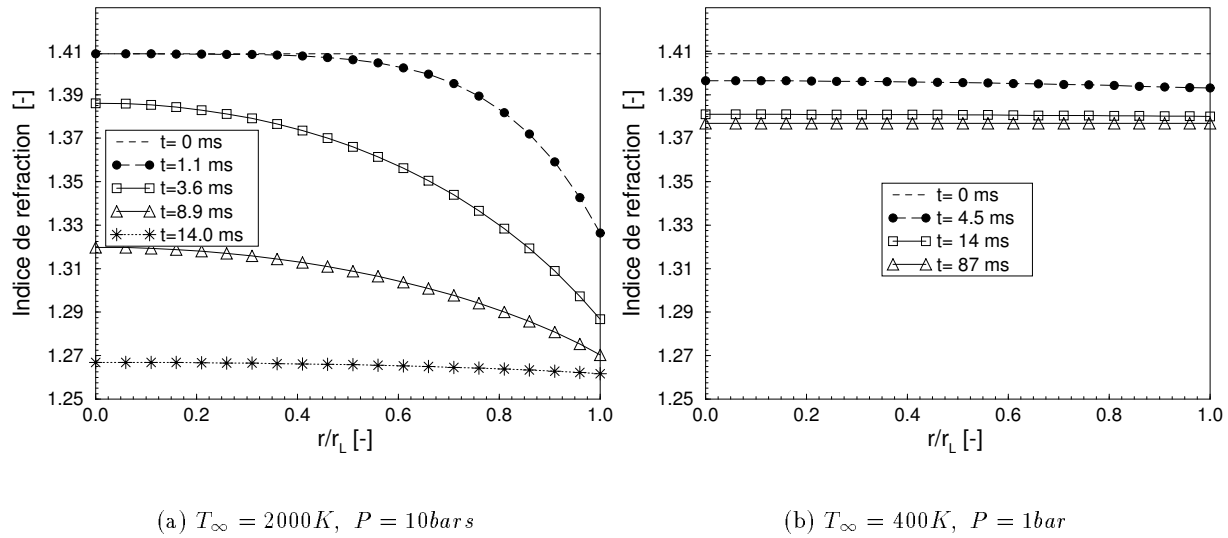 Indice de refraction [-]
1.41
1.39
1.37
1.35
1.33
1.31
1.29
1.27
1.25
t= 0 ms
t=1.1 ms
t=3.6 ms
t=8.9 ms
t=14.0 ms
0.0 0.2 0.4 0.6 0.8 1.0
r/r_L [-]
(a) T∞ = 2000K, P = 10bars
Indice de refraction [-]
1.41
1.39
1.37
1.35
1.33
1.31
1.29
1.27
1.25
t= 0 ms
t= 4.5 ms
t= 14 ms
t= 87 ms
0.0 0.2 0.4 0.6 0.8 1.0
r/r_L [-]
(b) T∞ = 400K, P = 1bar